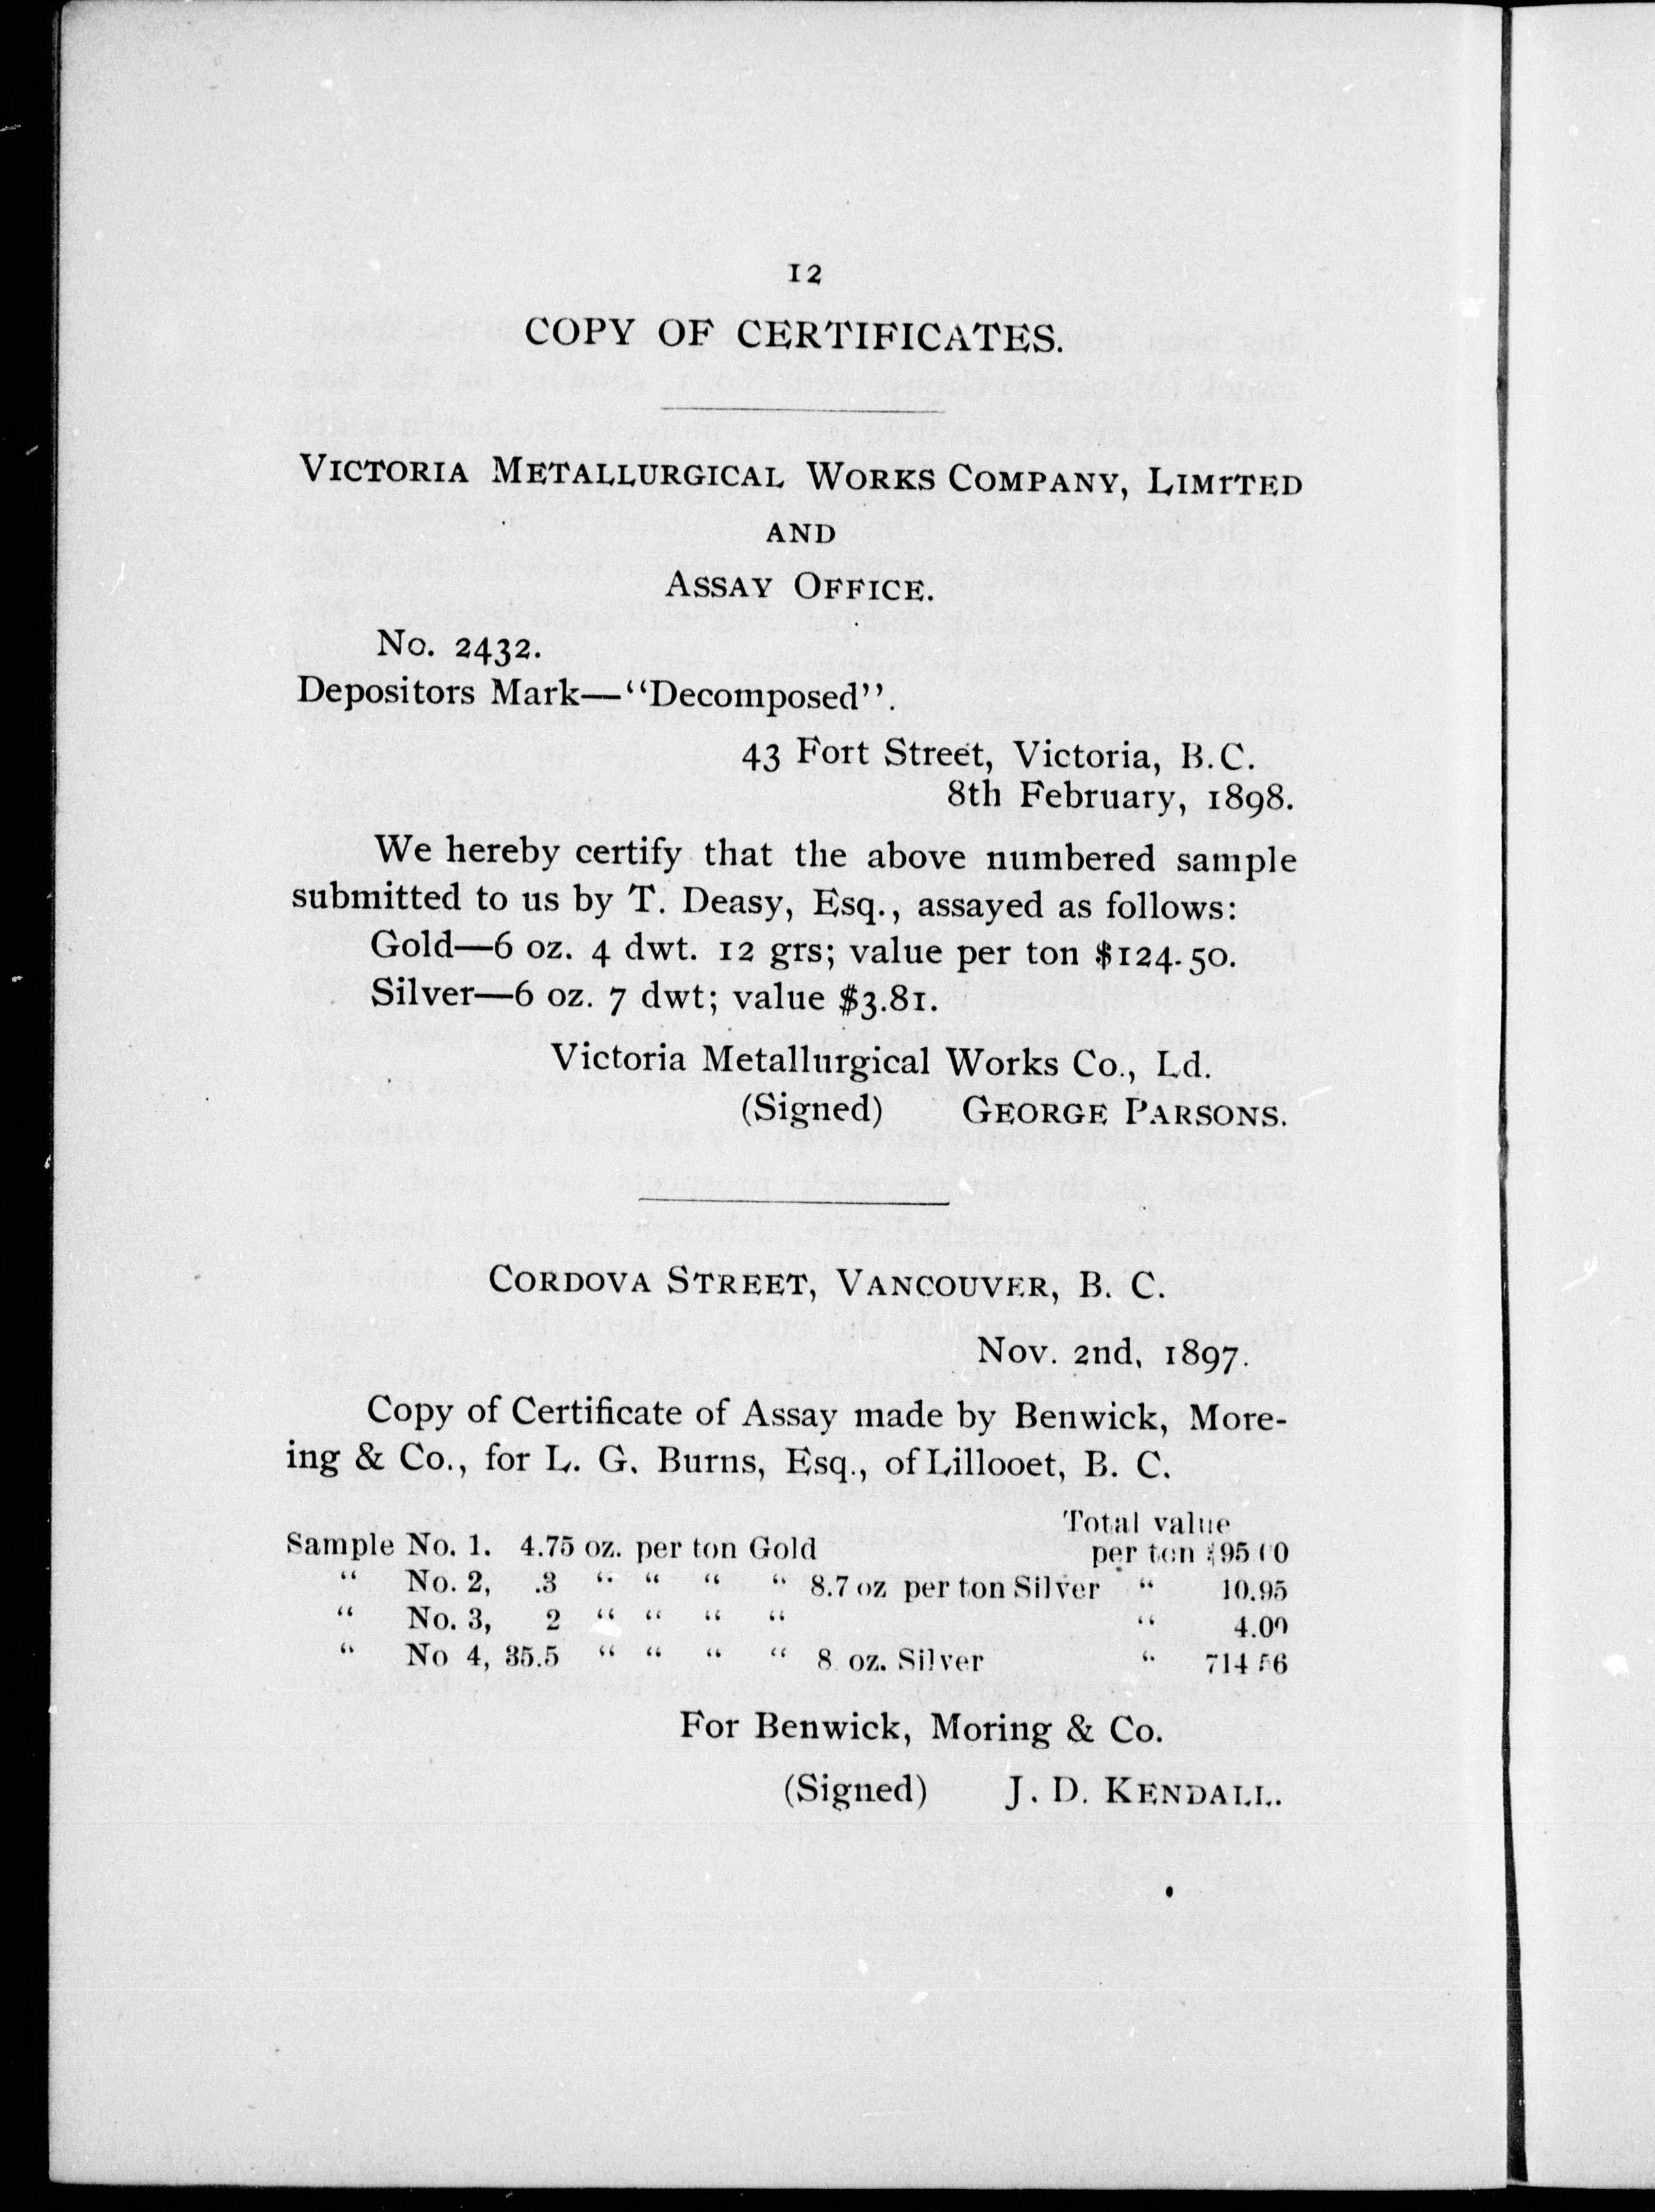 12
COPY OF CERTIFICATES.
VICTORIA METALLURGICAL WORKS COMPANY, LIMITED
AND
ASSAY OFFICE.
No. 2432.
Depositors Mark—"Decomposed".
43 Fort Street, Victoria, B.C.
8th February, 1898.
We hereby certify that the above numbered sample
submitted to us by T. Deasy, Esq., assayed as follows:
Gold—6 oz. 4 dwt. 12 grs; value per ton $124.50.
Silver—6 oz. 7 dwt; value $3.81.
Victoria Metallurgical Works Co., Ld.
(Signed) GEORGE PARSONS.
CORDOVA STREET, VANCOUVER, B. C.
Nov. 2nd, 1897.
Copy of Certificate of Assay made by Benwick, More-
ing & Co., for L. G. Burns, Esq., of Lillooet, B. C.
Total value
Sample No. 1. 4.75 oz. per ton Gold per ton $95 00
" No. 2, .3 " " " " 8.7 oz per ton Silver " 10.95
" No. 3, 2 " " " " " 4.00
" No 4, 35.5 " " " " 8 oz. Silver " 714 56
For Benwick, Moring & Co.
(Signed) J. D. KENDALL.